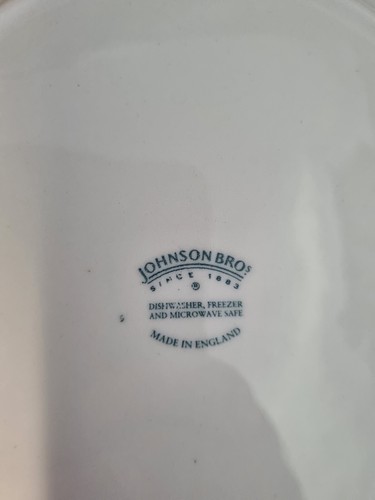 JOHNSON BROS
SINCE 1883
®
DISHWASHER, FREEZER
AND MICROWAVE SAFE
MADE IN ENGLAND